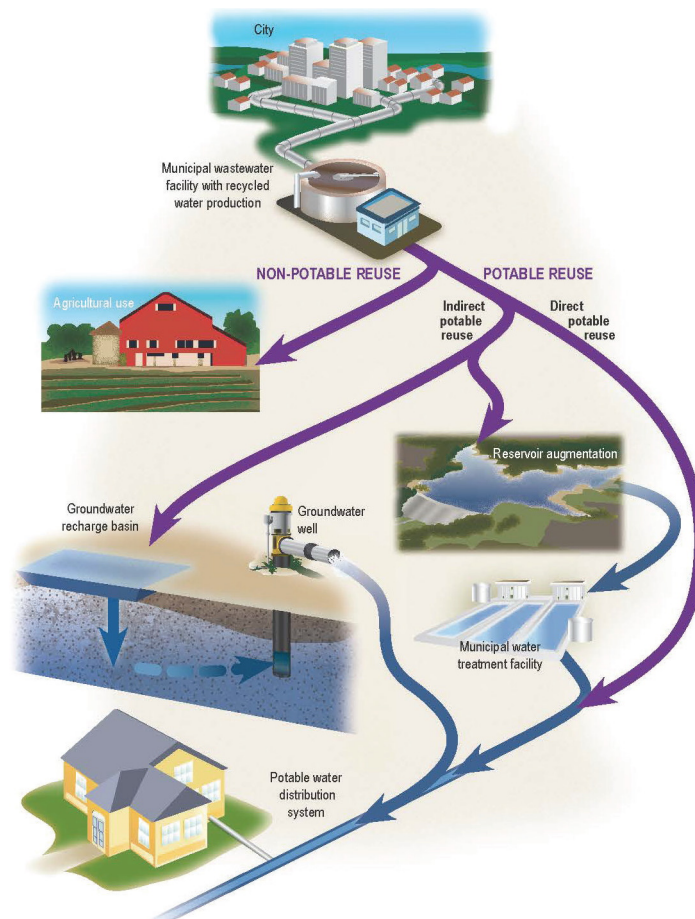 City
Municipal wastewater
facility with recycled
water production
NON-POTABLE REUSE
POTABLE REUSE
Agricultural use
Indirect
potable
reuse
Direct
potable
reuse
Reservoir augmentation
Groundwater
recharge basin
Groundwater
well
Municipal water
treatment facility
Potable water
distribution
system